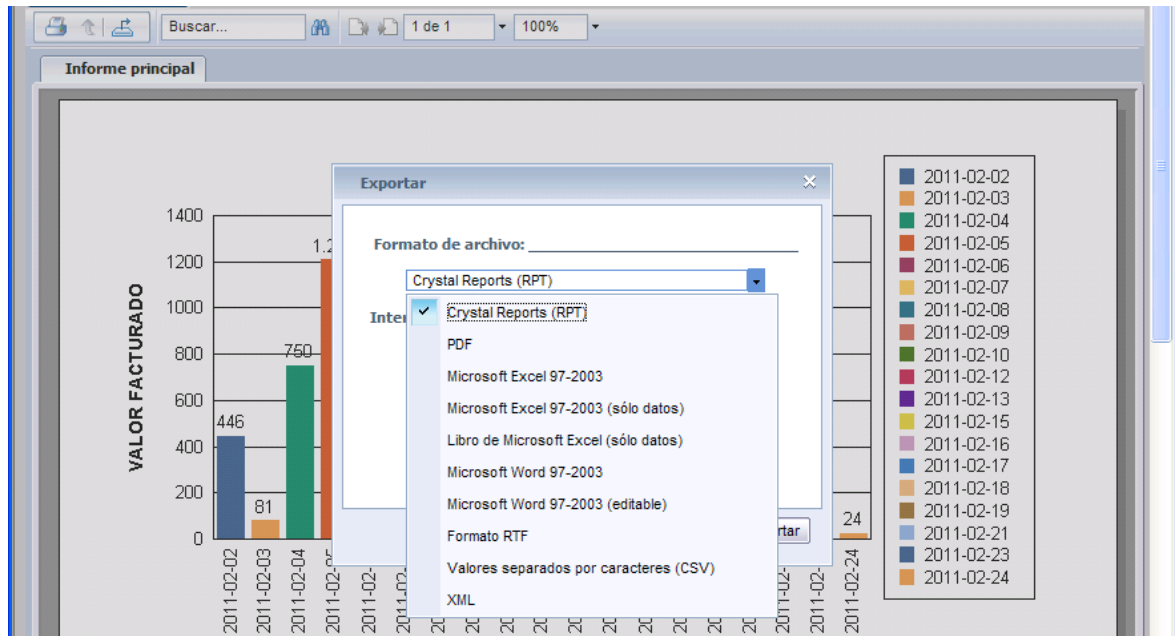 Buscar...
1 de 1
100%
Informe principal
Exportar
Formato de archivo:
Crystal Reports (RPT)
Crystal Reports (RPT)
PDF
Microsoft Excel 97-2003
Microsoft Excel 97-2003 (sólo datos)
Libro de Microsoft Excel (sólo datos)
Microsoft Word 97-2003
Microsoft Word 97-2003 (editable)
Formato RTF
Valores separados por caracteres (CSV)
XML
VALOR FACTURADO
1400
1200
1000
800
600
400
200
0
446
81
750
24
2011-02-02
2011-02-03
2011-02-04
2011-02-24
2011-02-02
2011-02-03
2011-02-04
2011-02-05
2011-02-06
2011-02-07
2011-02-08
2011-02-09
2011-02-10
2011-02-12
2011-02-13
2011-02-15
2011-02-16
2011-02-17
2011-02-18
2011-02-19
2011-02-21
2011-02-23
2011-02-24